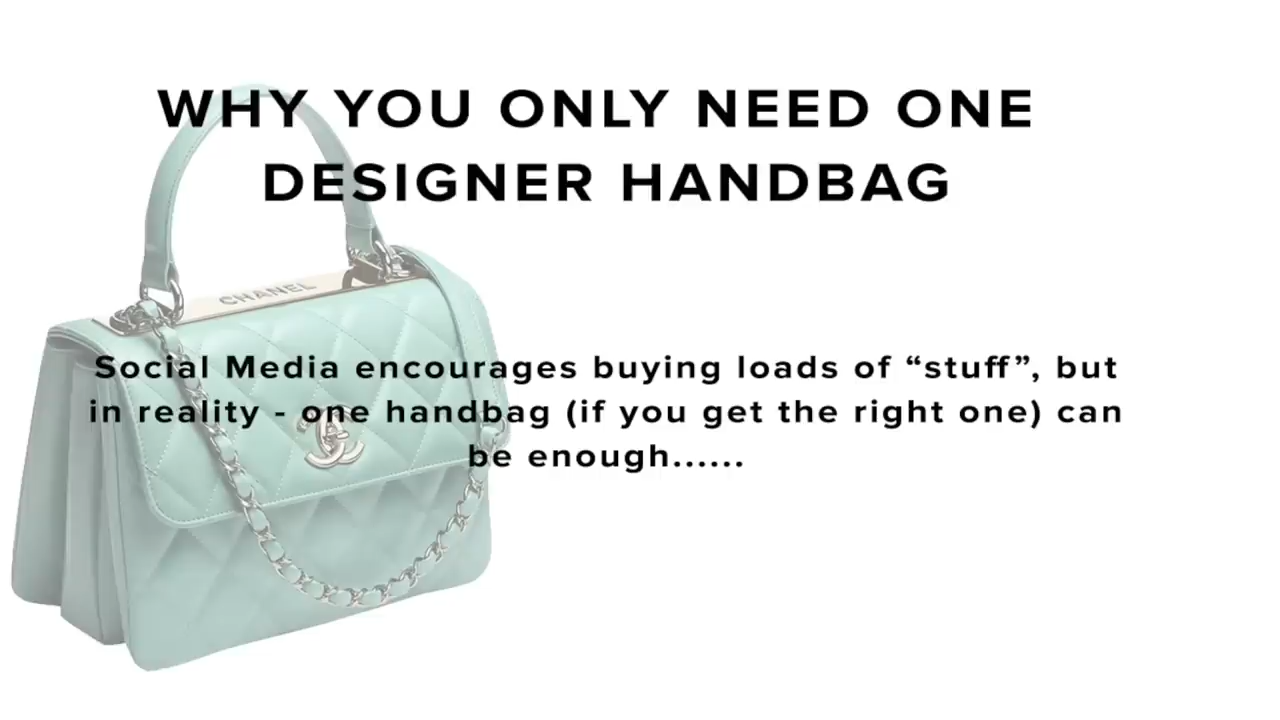 WHY YOU ONLY NEED ONE
DESIGNER HANDBAG
CHANEL
Social Media encourages buying loads of “stuff”, but
in reality - one handbag (if you get the right one) can
be enough......